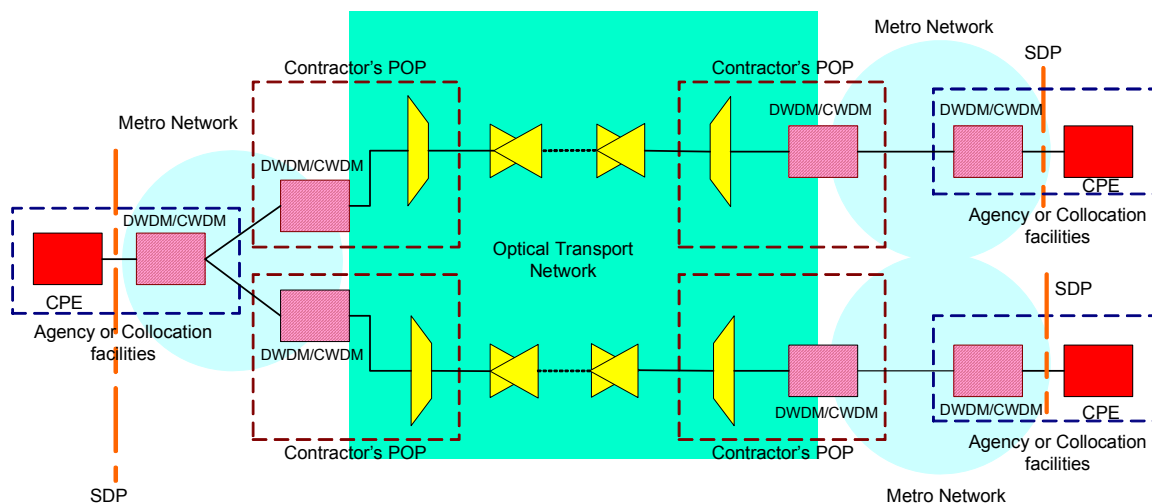 Metro Network
SDP
Contractor's POP
Contractor's POP
DWDM/CWDM
DWDM/CWDM
Metro Network
DWDM/CWDM
CPE
DWDM/CWDM
Agency or Collocation
facilities
Optical Transport
Network
CPE
SDP
Agency or Collocation
facilities
DWDM/CWDM
DWDM/CWDM
DWDM/CWDM
CPE
Contractor's POP
Contractor's POP
Agency or Collocation
facilities
SDP
Metro Network